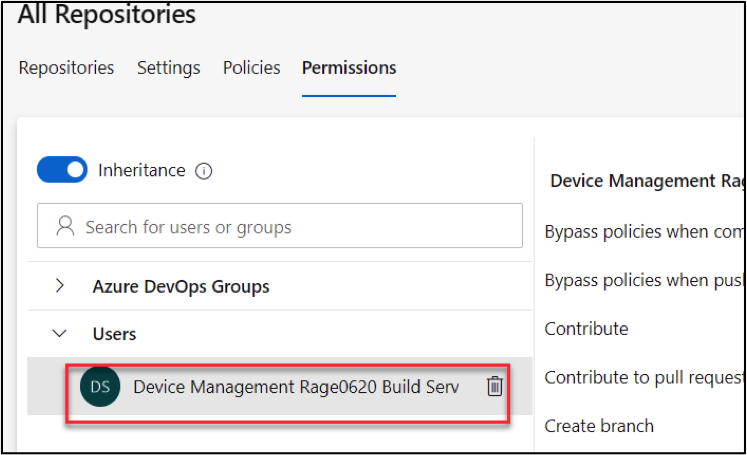 All Repositories
Repositories Settings Policies Permissions
Inheritance
Search for users or groups
Azure DevOps Groups
Users
DS Device Management Rage0620 Build Serv
Device Management Rag
Bypass policies when com
Bypass policies when push
Contribute
Contribute to pull request
Create branch